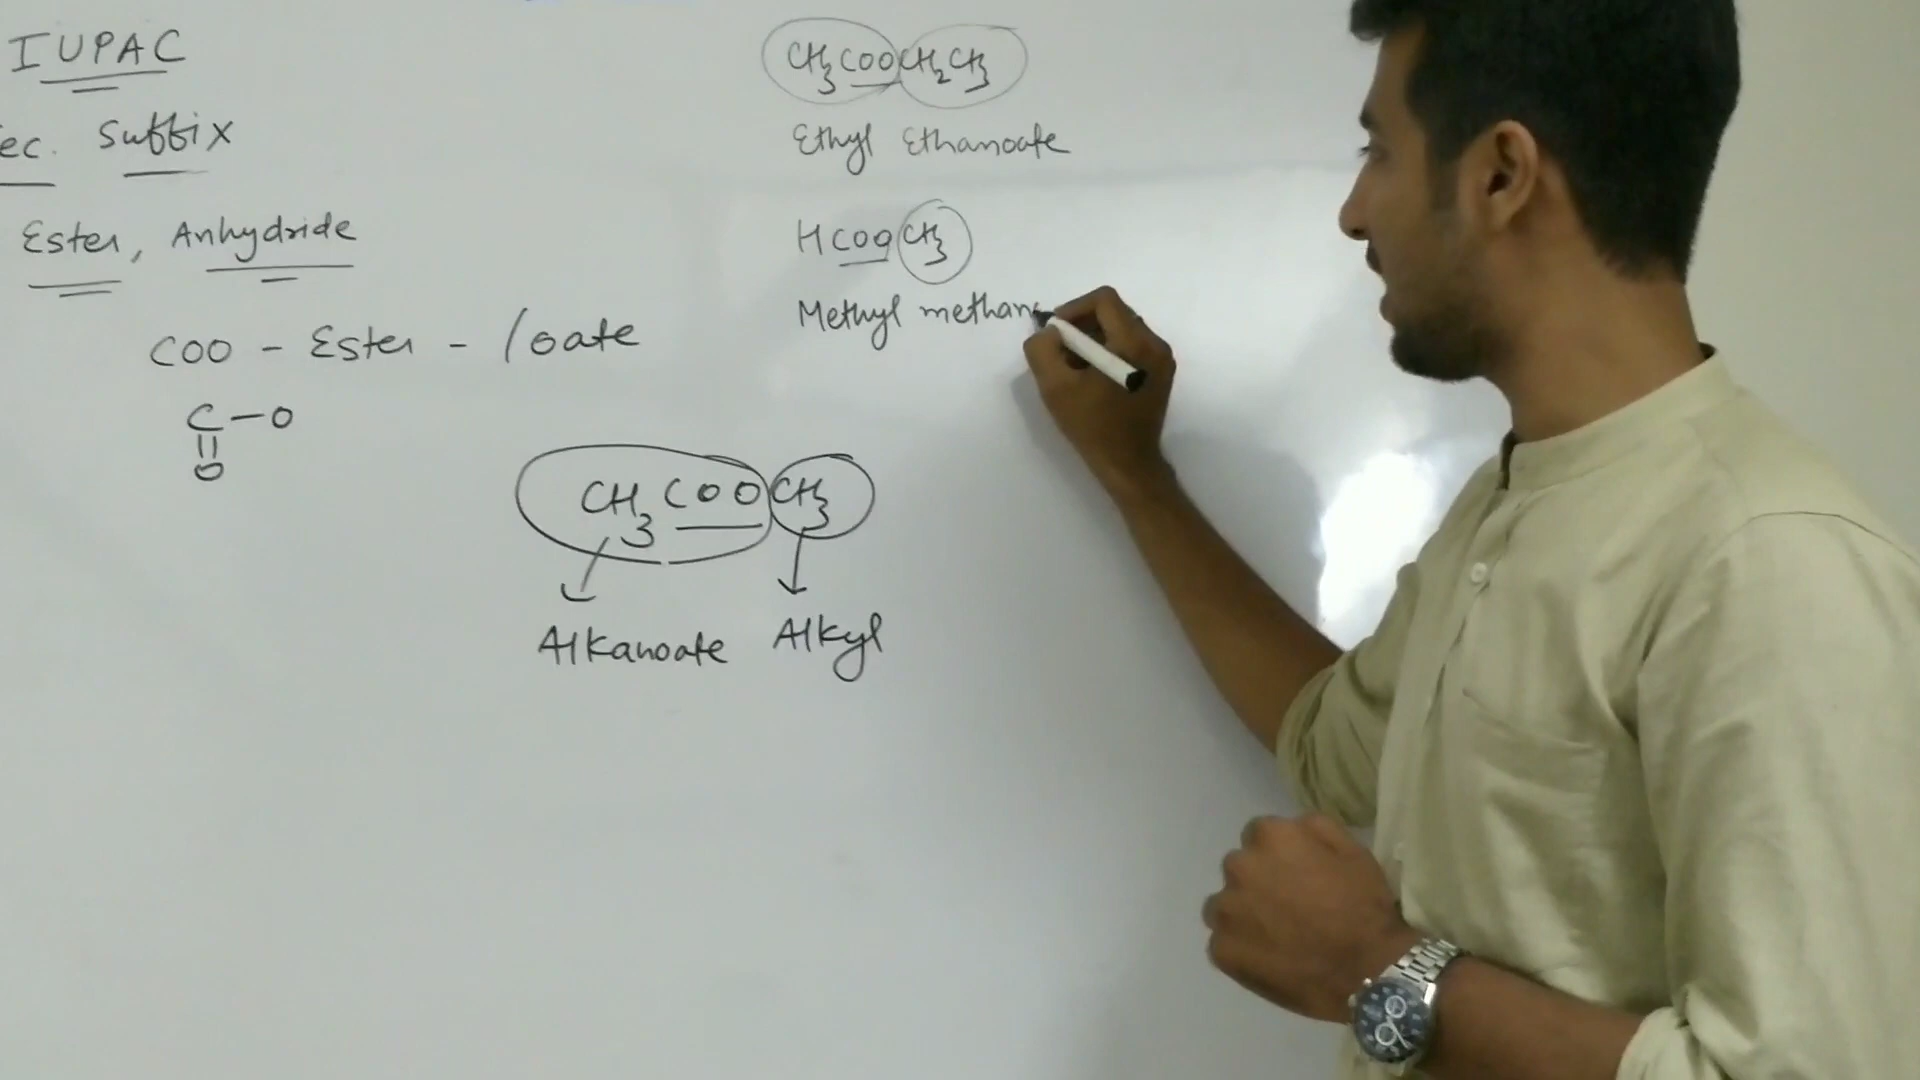 IUPAC
ec. Suffix
Ester, Anhydride
COO - Ester - /oate
C-O
||
O
CH3COOCH3
Alkanoate Alkyl
CH3COOCH2CH3
Ethyl Ethanoate
HCOOCH3
Methyl methan